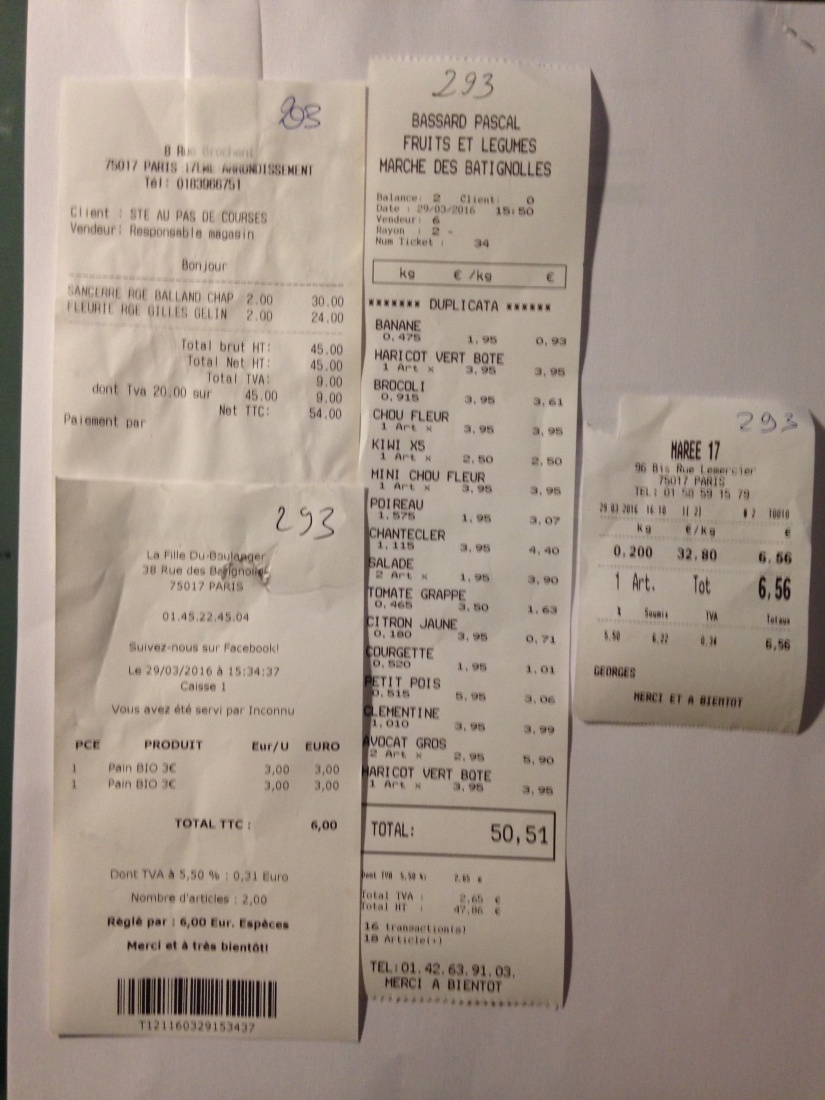 293
8 Rue Brochant
75017 PARIS 17EME ARRONDISSEMENT
Tél: 0183966751
Client : STE AU PAS DE COURSES
Vendeur: Responsable magasin
Bonjour
SANCERRE RGE BALLAND CHAP 2.00 30.00
FLEURIE RGE GILLES GELIN 2.00 24.00
Total brut HT: 45.00
Total Net HT: 45.00
Total TVA: 9.00
dont Tva 20.00 sur 45.00 9.00
Net TTC: 54.00
Paiement par
293
La Fille Du Boulanger
38 Rue des Batignolles
75017 PARIS
01.45.22.45.04
Suivez-nous sur Facebook!
Le 29/03/2016 à 15:34:37
Caisse 1
Vous avez été servi par Inconnu
PCE PRODUIT Eur/U EURO
1 Pain BIO 3€ 3,00 3,00
1 Pain BIO 3€ 3,00 3,00
TOTAL TTC : 6,00
Dont TVA à 5,50 % : 0,31 Euro
Nombre d'articles : 2,00
Réglé par : 6,00 Eur. Espèces
Merci et à très bientôt!
T121160329153437
293
BASSARD PASCAL
FRUITS ET LEGUMES
MARCHE DES BATIGNOLLES
Balance: 2 Client: 0
Date : 29/03/2016 15:50
Vendeur: 6
Rayon : 2 -
Num Ticket : 34
kg € /kg €
******* DUPLICATA ******
BANANE
0,475 1,95 0,93
HARICOT VERT BOTE
1 Art x 3,95 3,95
BROCOLI
0,915 3,95 3,61
CHOU FLEUR
1 Art x 3,95 3,95
KIWI X5
1 Art x 2,50 2,50
MINI CHOU FLEUR
1 Art x 3,95 3,95
POIREAU
1,575 1,95 3,07
CHANTECLER
1,115 3,95 4,40
SALADE
2 Art x 1,95 3,90
TOMATE GRAPPE
0,465 3,50 1,63
CITRON JAUNE
0,180 3,95 0,71
COURGETTE
0,520 1,95 1,01
PETIT POIS
0,515 5,95 3,06
CLEMENTINE
1,010 3,95 3,99
AVOCAT GROS
2 Art x 2,95 5,90
HARICOT VERT BOTE
1 Art x 3,95 3,95
TOTAL: 50,51
Dont TVA 5,50 %: 2,65 €
Total TVA : 2,65 €
Total HT : 47,86 €
16 transaction(s)
18 Article(s)
TEL:01.42.63.91.03.
MERCI A BIENTOT
293
MAREE 17
96 Bis Rue Lemercier
75017 PARIS
TEL: 01 58 59 15 79
29 03 2016 16 10 # 2 T0010
kg €/kg €
0.200 32.80 6.56
1 Art. Tot 6,56
% Soumis TVA Totaux
5,50 6,22 0,34 6,56
GEORGES
MERCI ET A BIENTOT